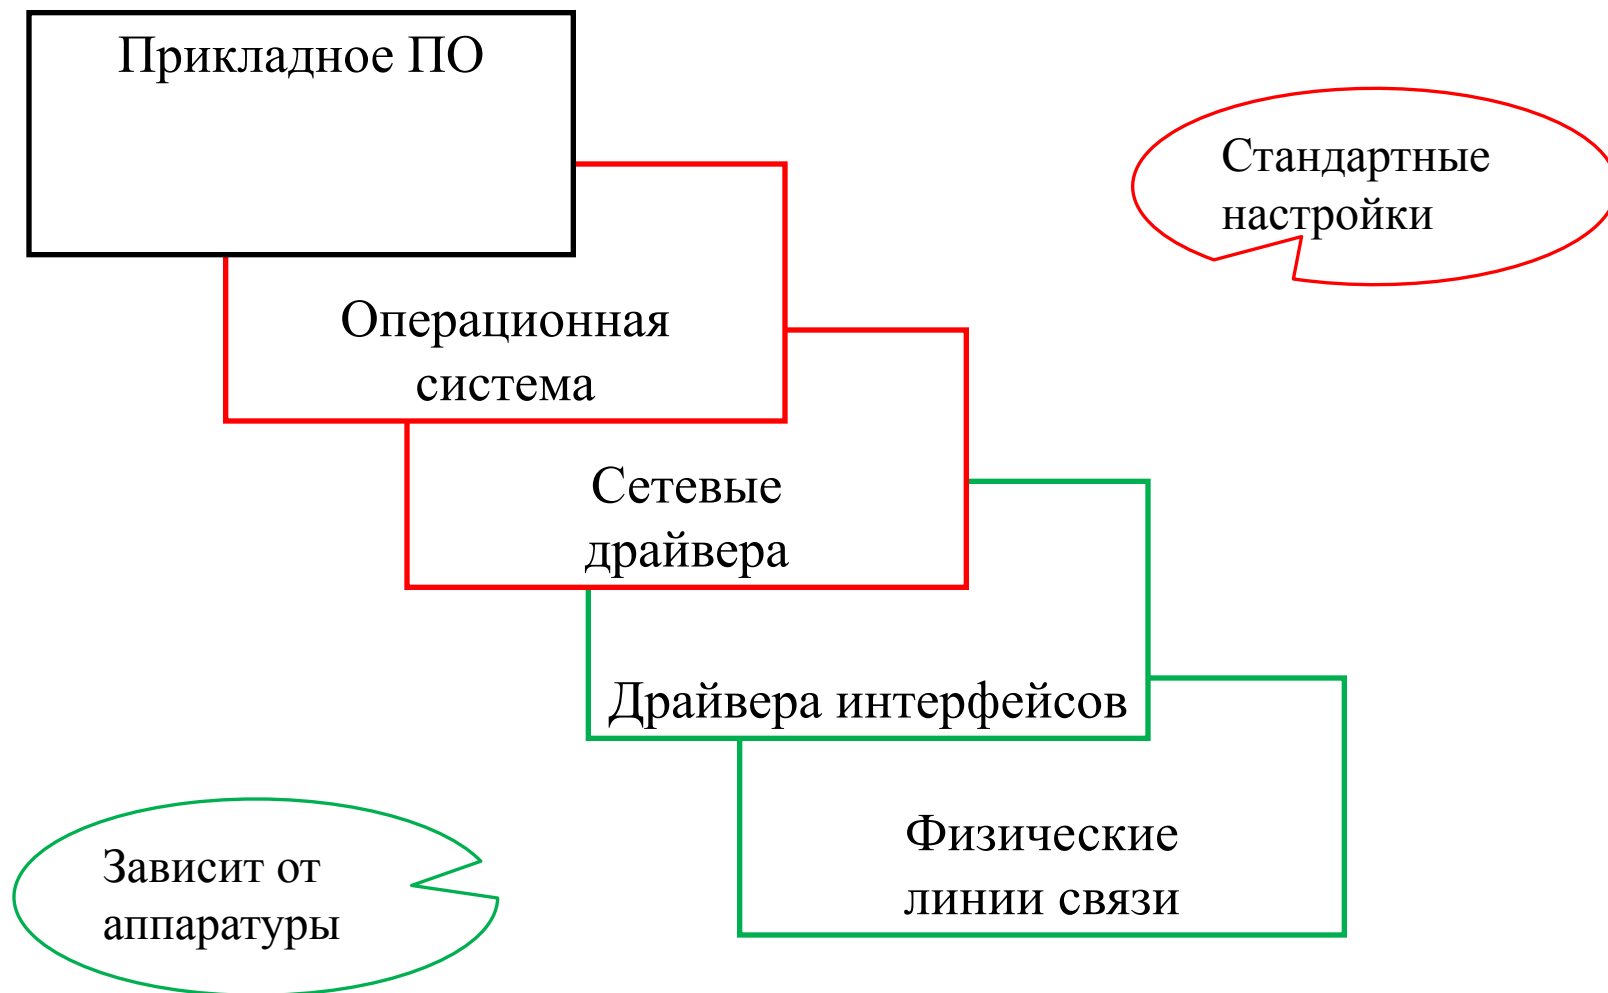 Прикладное ПО
Стандартные
настройки
Операционная
система
Сетевые
драйвера
Драйвера интерфейсов
Физические
линии связи
Зависит от
аппаратуры